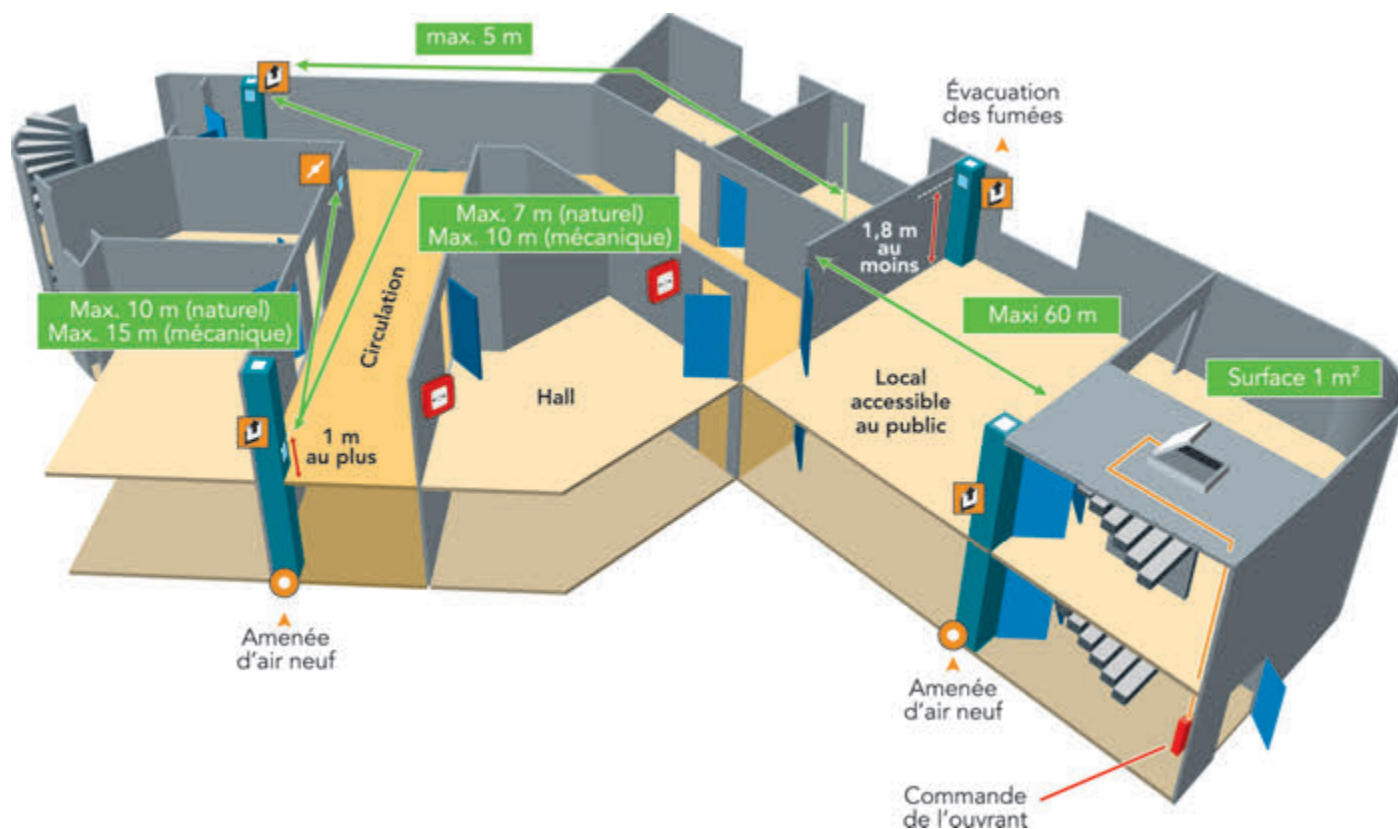 max. 5 m
Évacuation
des fumées
Max. 7 m (naturel)
Max. 10 m (mécanique)
1,8 m
au
moins
Max. 10 m (naturel)
Max. 15 m (mécanique)
Circulation
Maxi 60 m
Surface 1 m²
Hall
Local
accessible
au public
1 m
au plus
Amenée
d'air neuf
Amenée
d'air neuf
Commande
de l'ouvrant